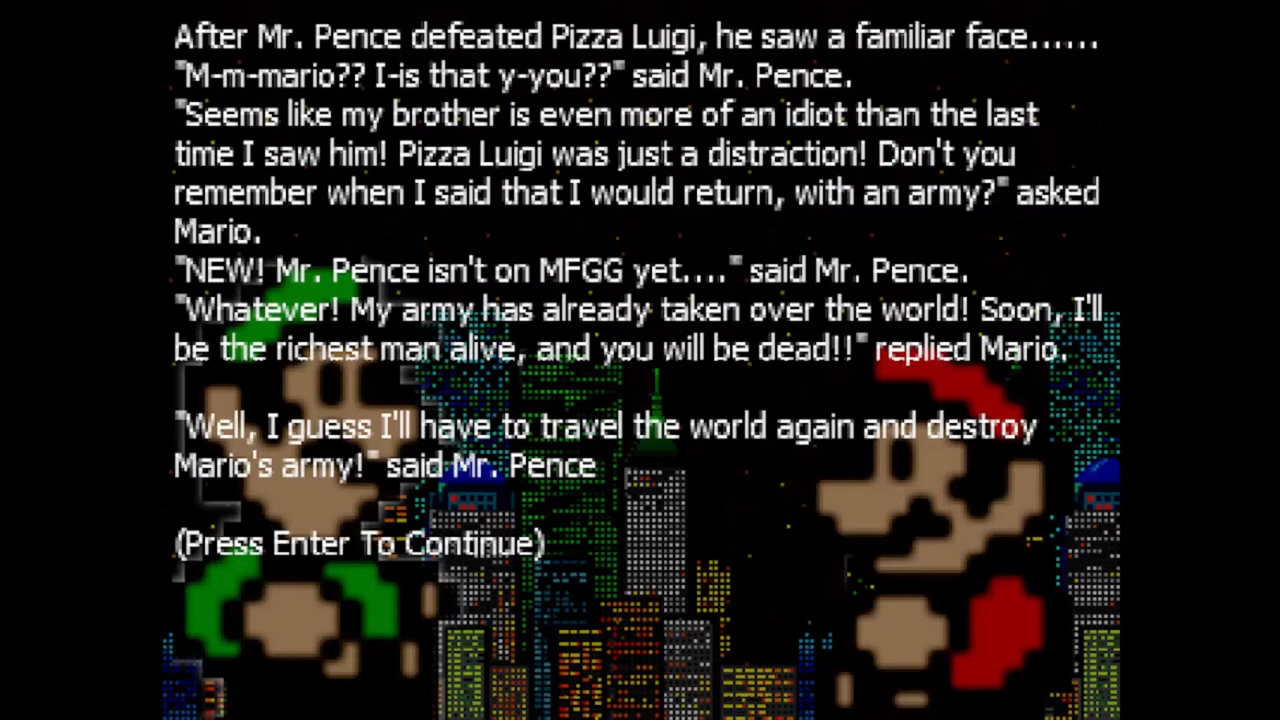 After Mr. Pence defeated Pizza Luigi, he saw a familiar face......
"M-m-mario?? I-is that y-you??" said Mr. Pence.
"Seems like my brother is even more of an idiot than the last
time I saw him! Pizza Luigi was just a distraction! Don't you
remember when I said that I would return, with an army?" asked
Mario.
"NEW! Mr. Pence isn't on MFGG yet...." said Mr. Pence.
"Whatever! My army has already taken over the world! Soon, I'll
be the richest man alive, and you will be dead!!" replied Mario.
"Well, I guess I'll have to travel the world again and destroy
Mario's army!" said Mr. Pence
(Press Enter To Continue)